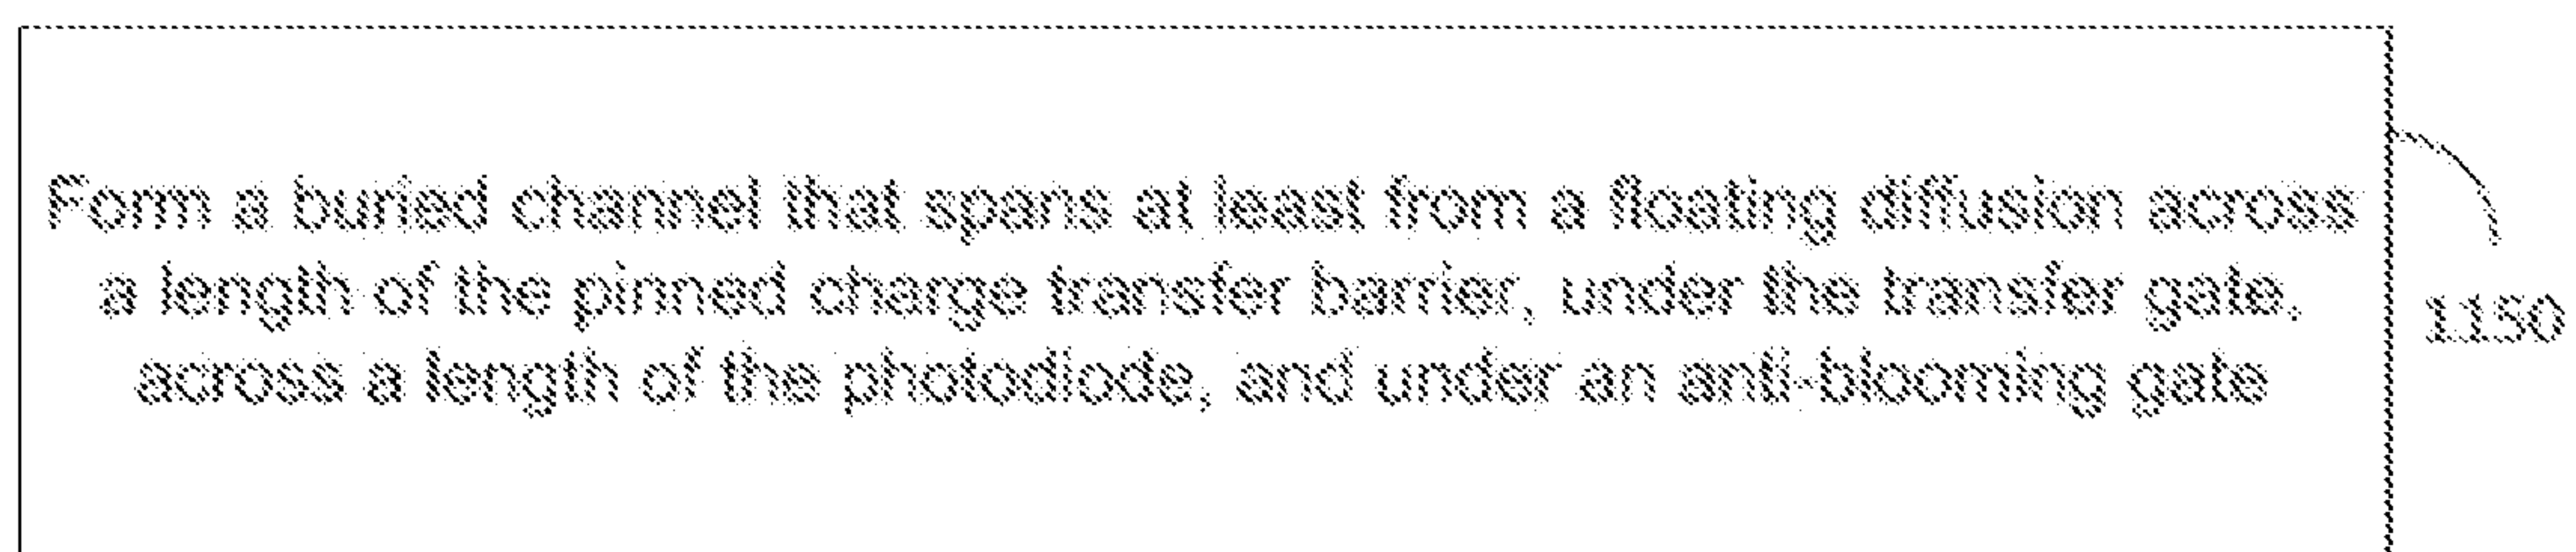 Form a buried channel that spans at least from a floating diffusion across
a length of the pinned charge transfer barrier, under the transfer gate,
across a length of the photodiode, and under an anti-blooming gate
1150